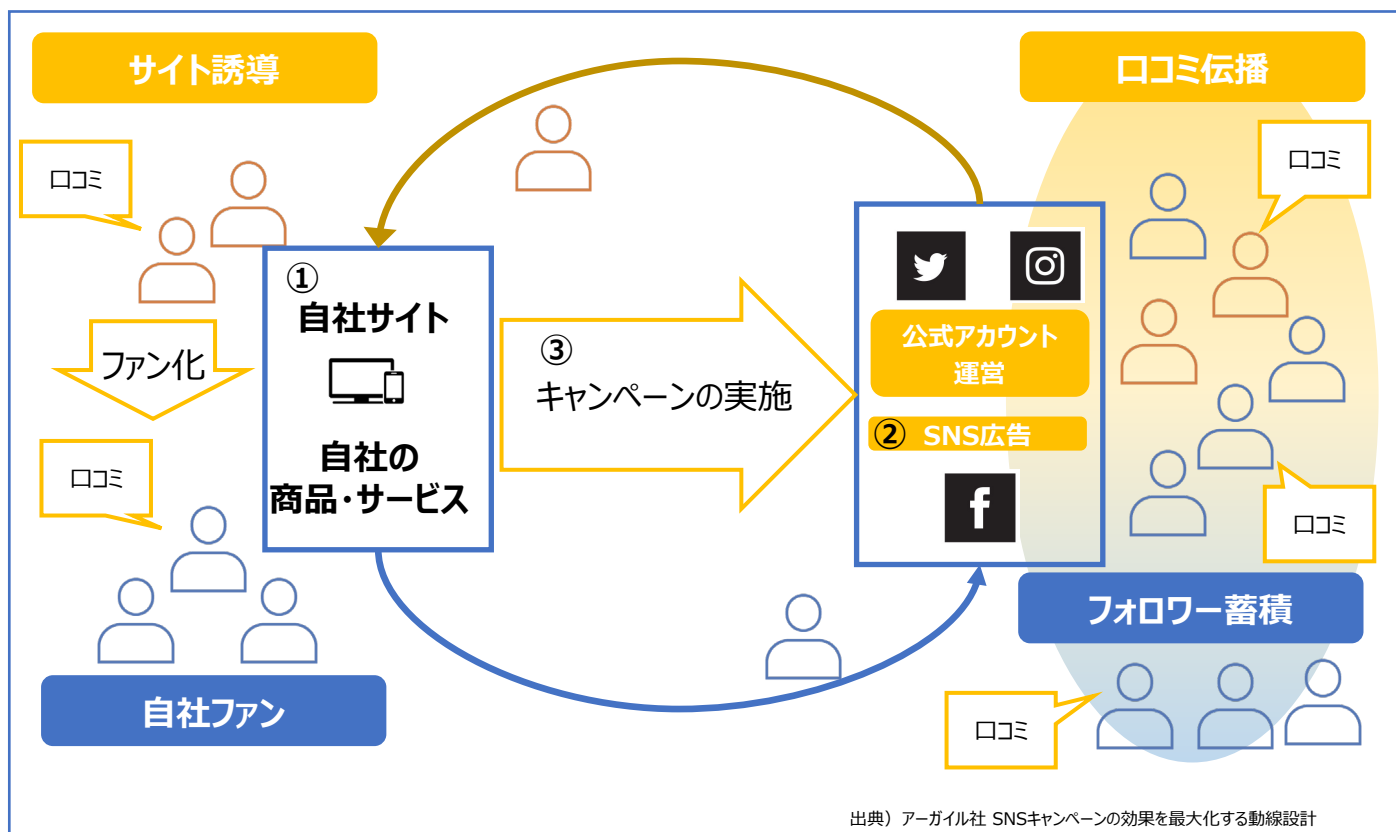 サイト誘導
口コミ伝播
口コミ
口コミ
①
自社サイト
自社の
商品・サービス
ファン化
③
キャンペーンの実施
公式アカウント
運営
② SNS広告
口コミ
口コミ
自社ファン
フォロワー蓄積
口コミ
出典）アーガイル社 SNSキャンペーンの効果を最大化する動線設計